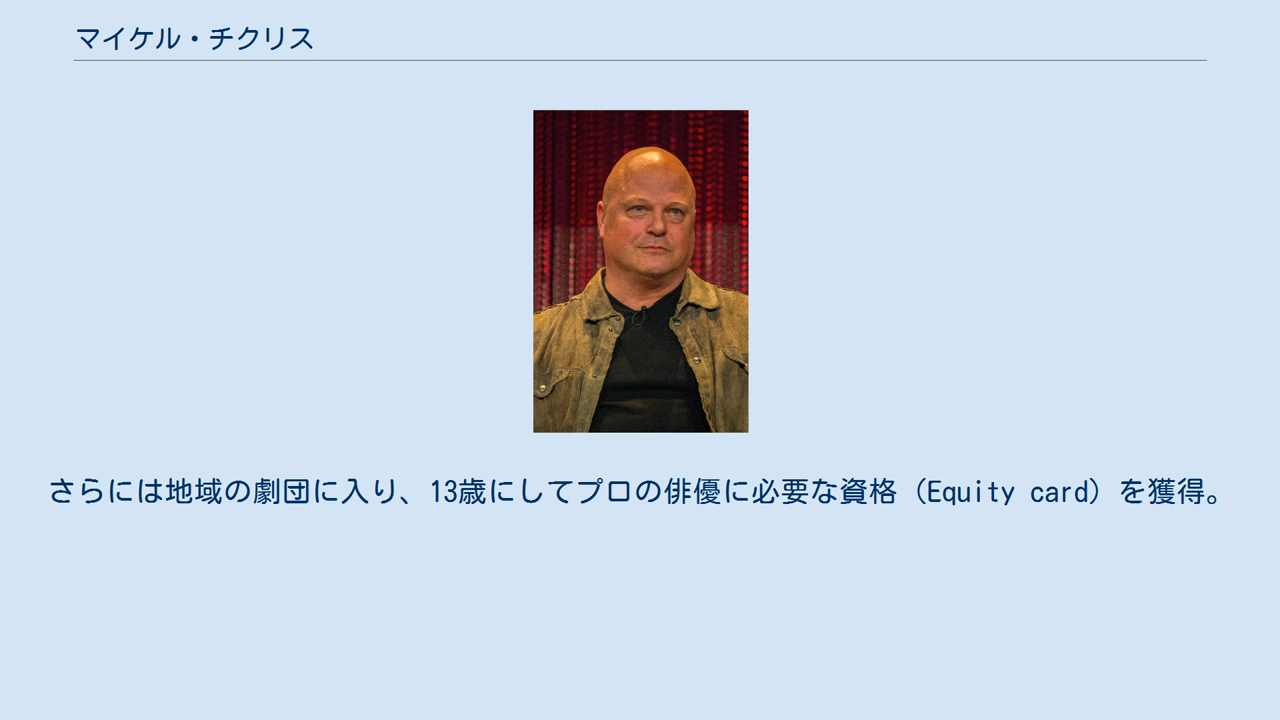 マイケル・チクリス
さらには地域の劇団に入り、13歳にしてプロの俳優に必要な資格（Equity card）を獲得。